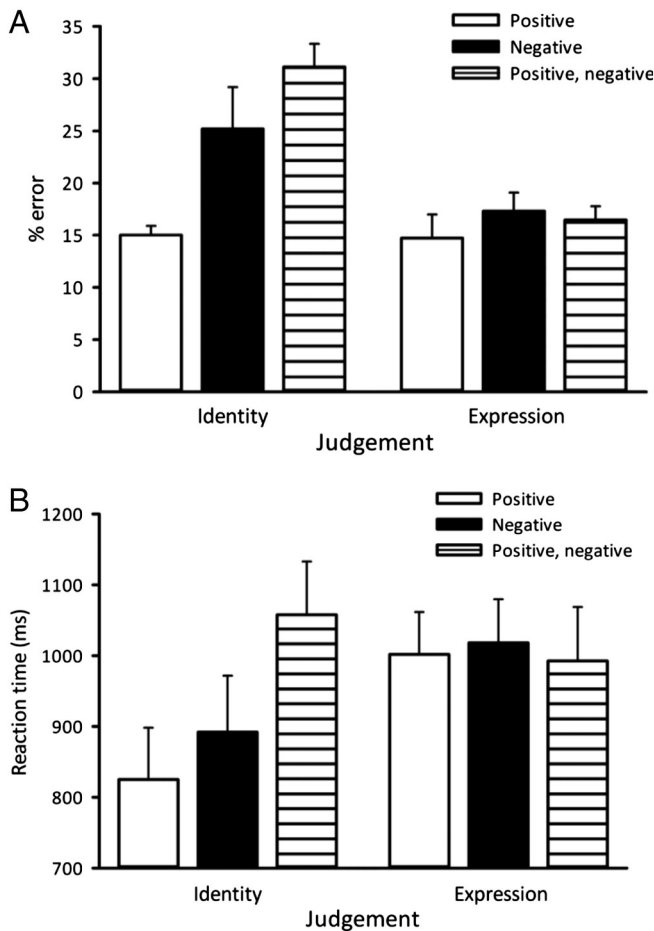 A
35
30
25
20
15
10
5
0
% error
Positive
Negative
Positive, negative
Identity
Expression
Judgement
B
1200
1100
1000
900
800
700
Reaction time (ms)
Positive
Negative
Positive, negative
Identity
Expression
Judgement